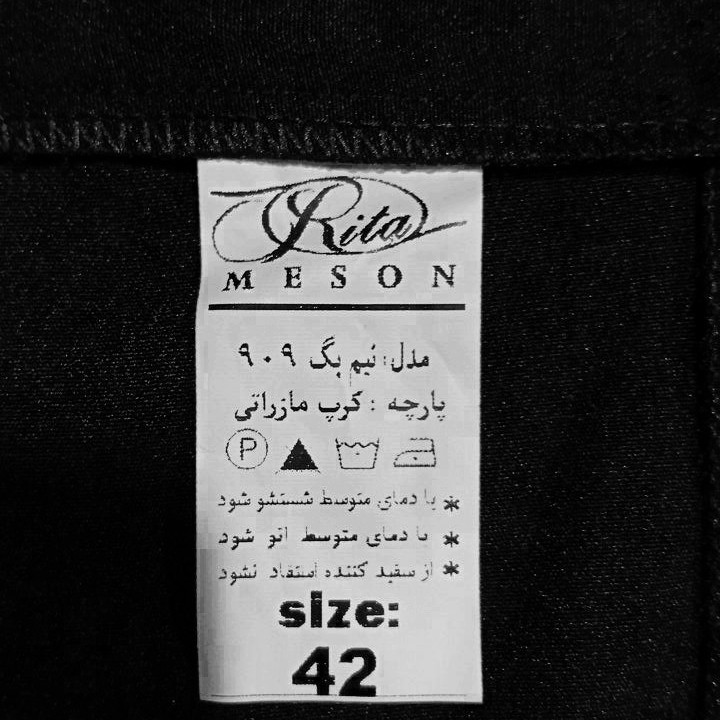 Rita
MESON
مدل: نیم بگ ۹۰۹
پارچه : کرپ مازراتی
P
* با دمای متوسط شستشو شود
* با دمای متوسط اتو شود
* از سفید کننده استفاد نشود
size:
42